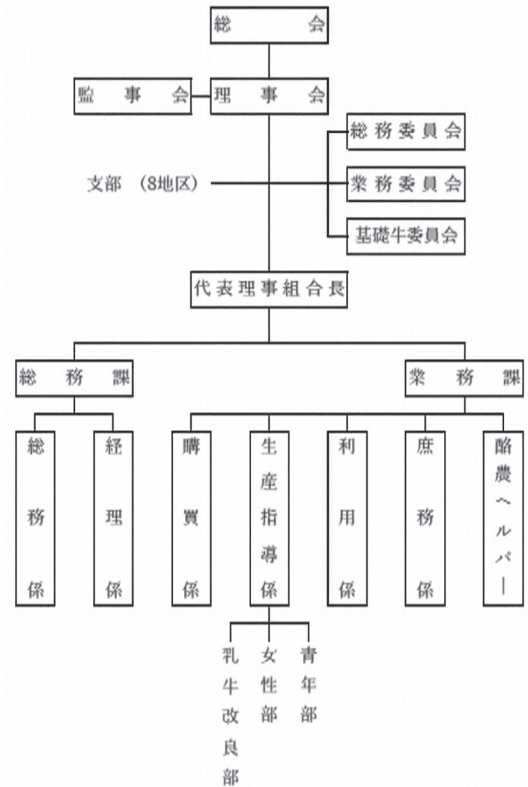 総会
監事会
理事会
総務委員会
支部 (8地区)
業務委員会
基礎牛委員会
代表理事組合長
総務課
業務課
総務係
経理係
購買係
生産指導係
利用係
庶務係
酪農ヘルパー
乳牛改良部
女性部
青年部